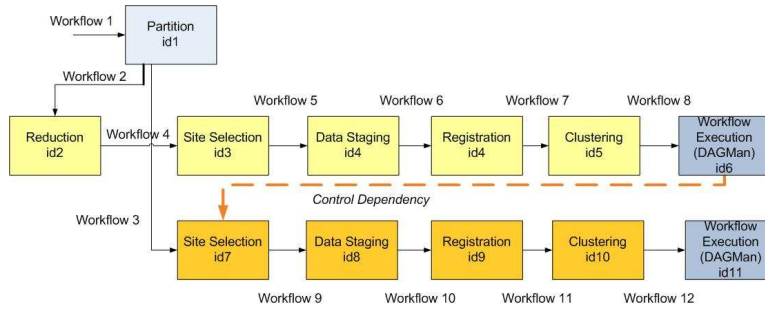 Workflow 1
Partition
id1
Workflow 2
Workflow 5
Workflow 6
Workflow 7
Workflow 8
Reduction
id2
Workflow 4
Site Selection
id3
Data Staging
id4
Registration
id4
Clustering
id5
Workflow
Execution
(DAGMan)
id6
Control Dependency
Workflow 3
Site Selection
id7
Data Staging
id8
Registration
id9
Clustering
id10
Workflow
Execution
(DAGMan)
id11
Workflow 9
Workflow 10
Workflow 11
Workflow 12